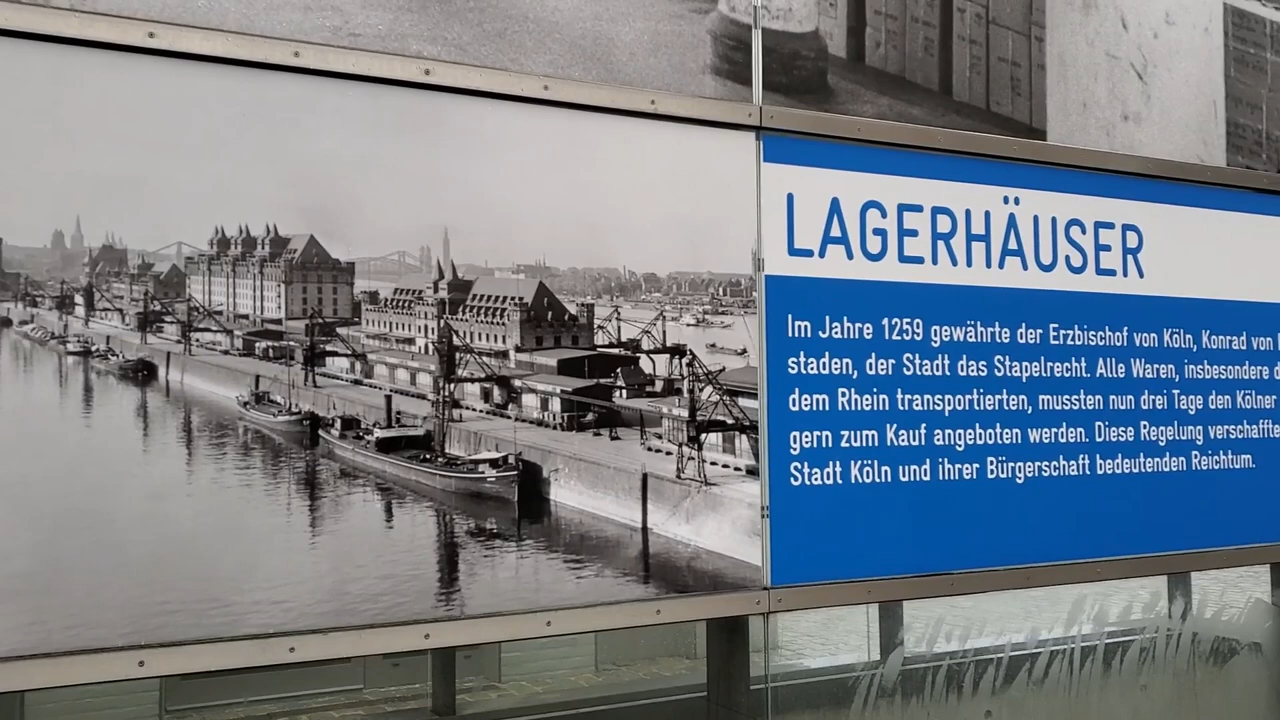 LAGERHÄUSER
Im Jahre 1259 gewährte der Erzbischof von Köln, Konrad von
staden, der Stadt das Stapelrecht. Alle Waren, insbesondere
dem Rhein transportierten, mussten nun drei Tage den Kölner
gern zum Kauf angeboten werden. Diese Regelung verschaffte
Stadt Köln und ihrer Bürgerschaft bedeutenden Reichtum.